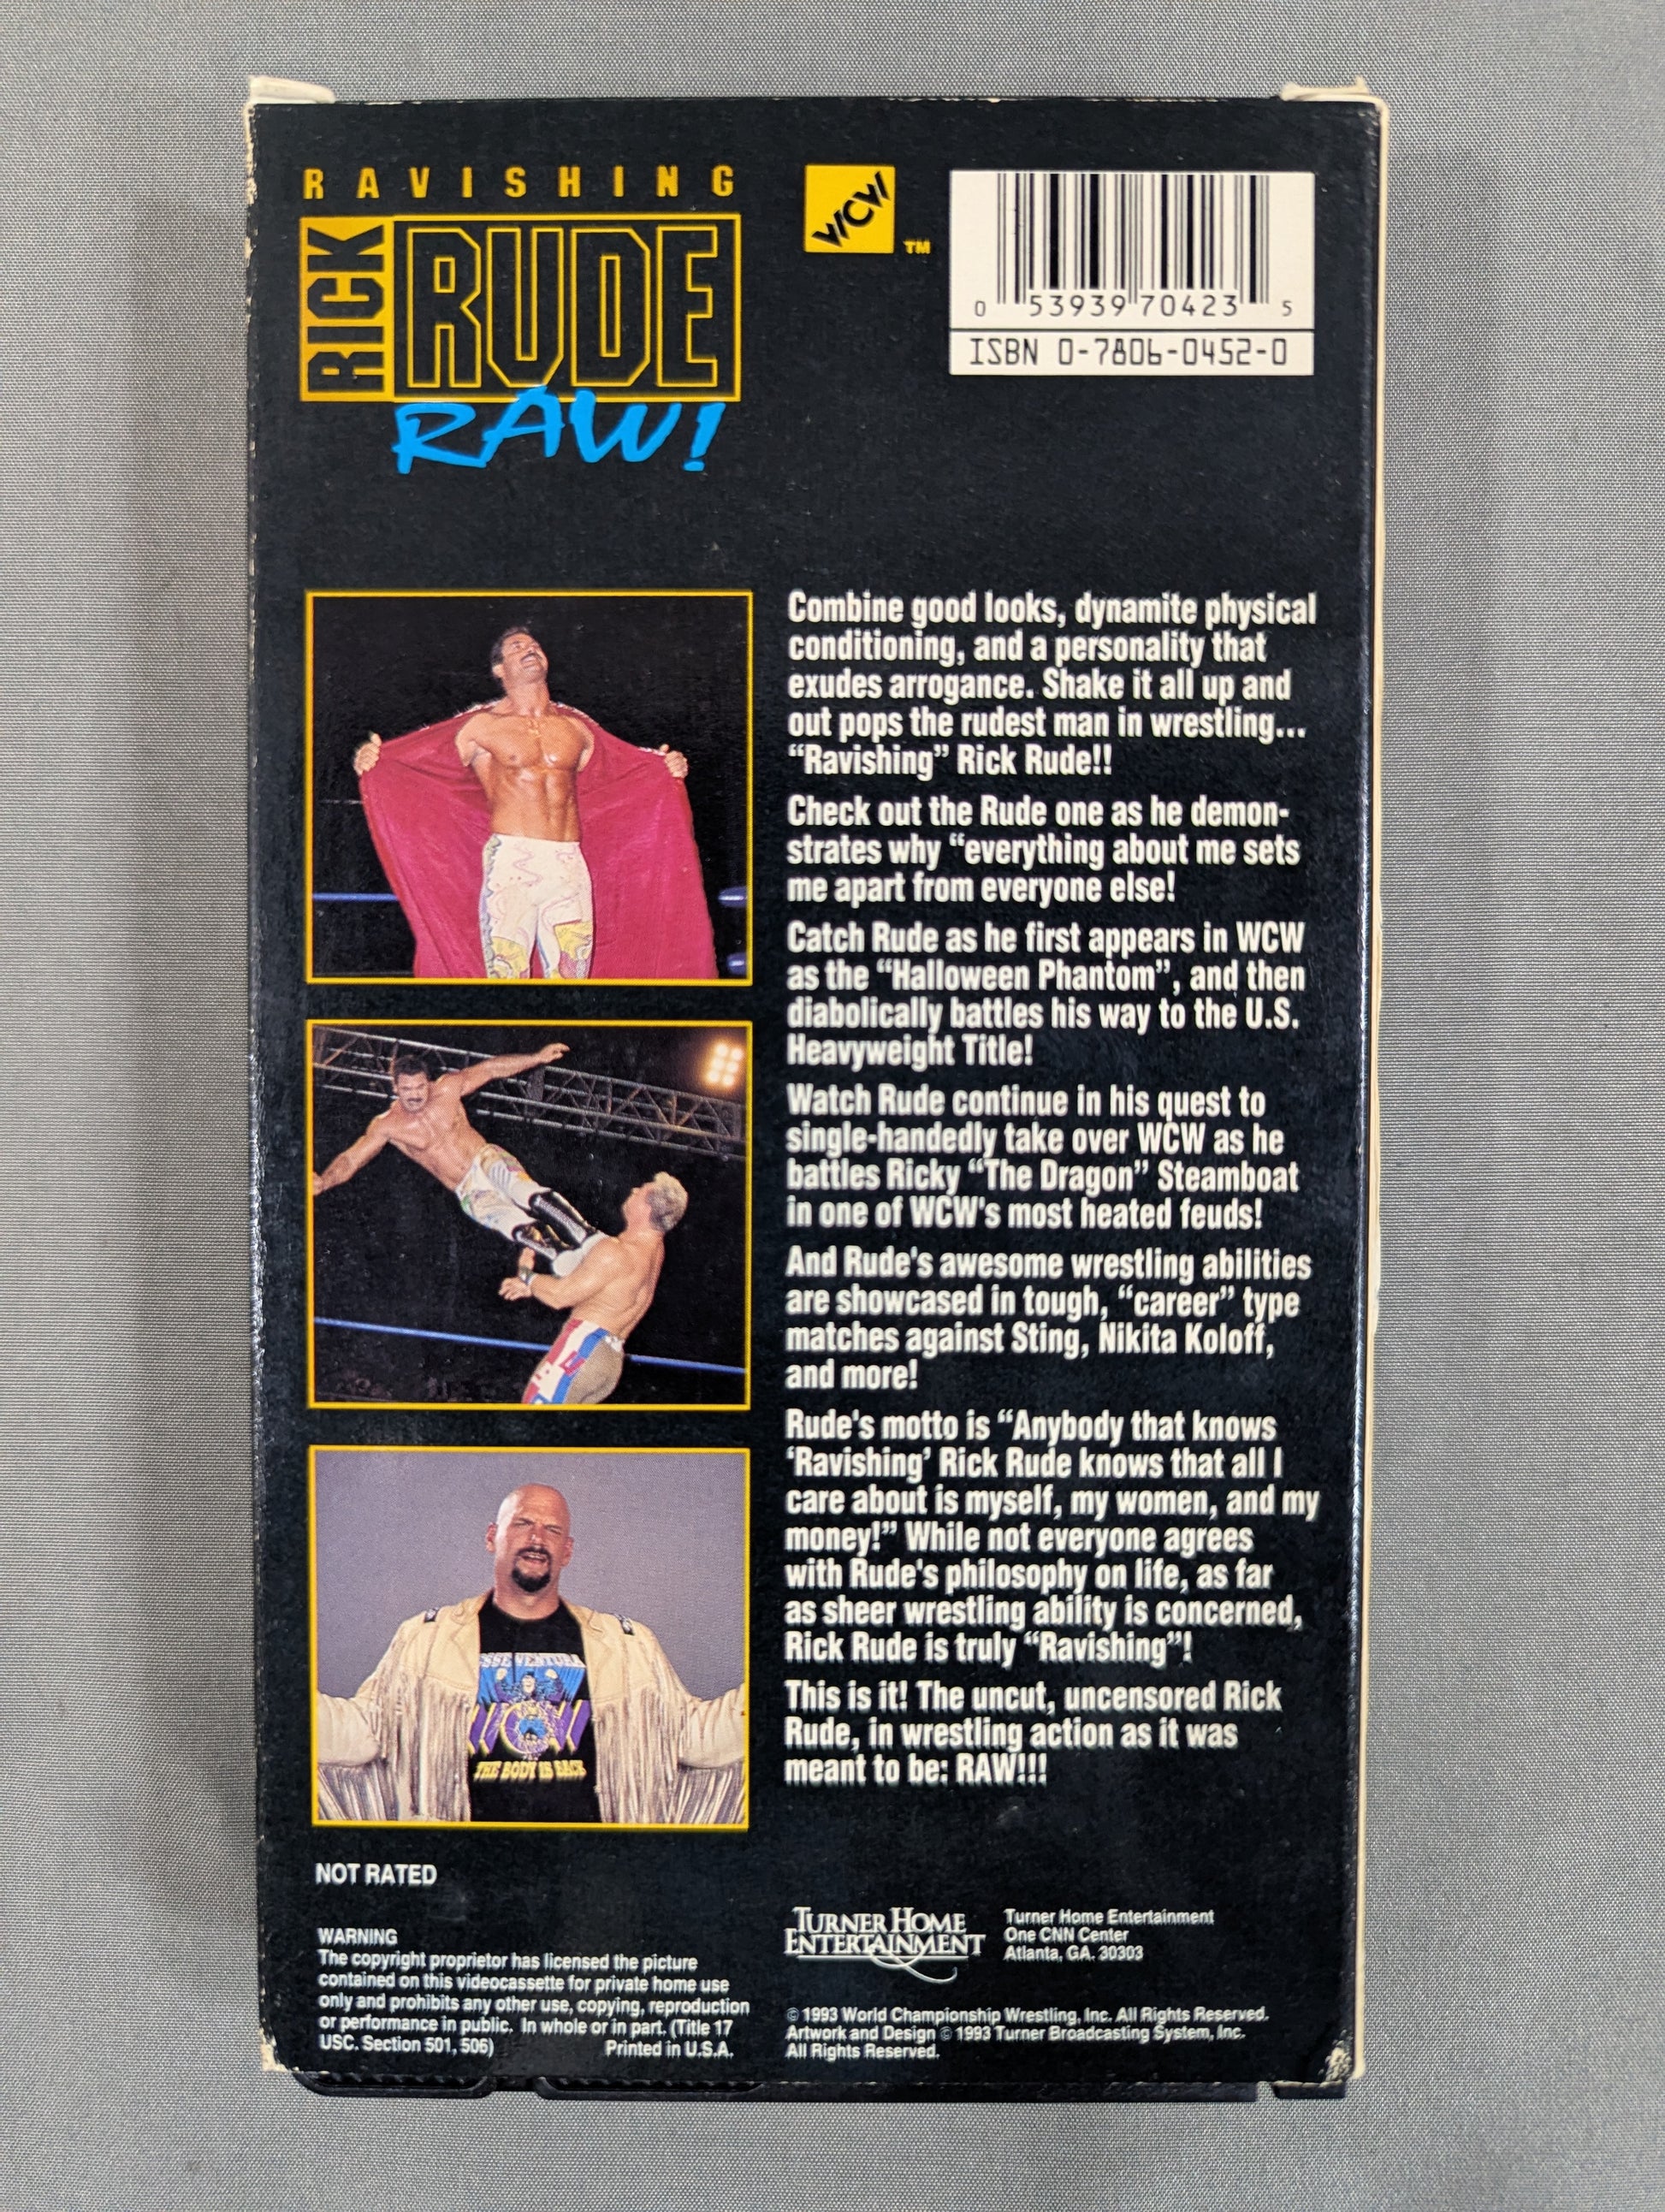 RAVISHING
RICK
RUDE
RAW!
WCW
TM
0 53939 70423 5
ISBN 0-7806-0452-0
Combine good looks, dynamite physical
conditioning, and a personality that
exudes arrogance. Shake it all up and
out pops the rudest man in wrestling...
“Ravishing” Rick Rude!!
Check out the Rude one as he demon-
strates why “everything about me sets
me apart from everyone else!
Catch Rude as he first appears in WCW
as the “Halloween Phantom”, and then
diabolically battles his way to the U.S.
Heavyweight Title!
Watch Rude continue in his quest to
single-handedly take over WCW as he
battles Ricky “The Dragon” Steamboat
in one of WCW's most heated feuds!
And Rude's awesome wrestling abilities
are showcased in tough, “career” type
matches against Sting, Nikita Koloff,
and more!
Rude's motto is “Anybody that knows
‘Ravishing’ Rick Rude knows that all I
care about is myself, my women, and my
money!” While not everyone agrees
with Rude's philosophy on life, as far
as sheer wrestling ability is concerned,
Rick Rude is truly “Ravishing”!
This is it! The uncut, uncensored Rick
Rude, in wrestling action as it was
meant to be: RAW!!!
SSE VENTURA
WCW
THE BODY IS BACK
NOT RATED
WARNING
The copyright proprietor has licensed the picture
contained on this videocassette for private home use
only and prohibits any other use, copying, reproduction
or performance in public. In whole or in part. (Title 17
USC. Section 501, 506) Printed in U.S.A.
TURNER HOME
ENTERTAINMENT
Turner Home Entertainment
One CNN Center
Atlanta, GA. 30303
© 1993 World Championship Wrestling, Inc. All Rights Reserved.
Artwork and Design © 1993 Turner Broadcasting System, Inc.
All Rights Reserved.